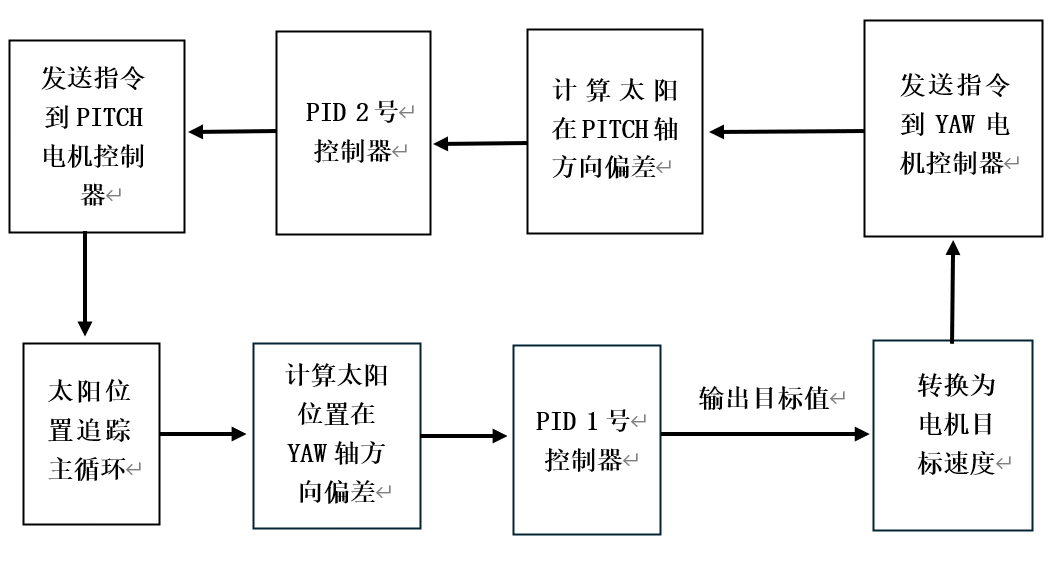 发送指令
到 PITCH
电机控制
器
PID 2 号
控制器
计算太阳
在 PITCH 轴
方向偏差
发送指令
到 YAW 电
机控制器
太阳位
置追踪
主循环
计算太阳
位置在
YAW 轴方
向偏差
PID 1 号
控制器
输出目标值
转换为
电机目
标速度